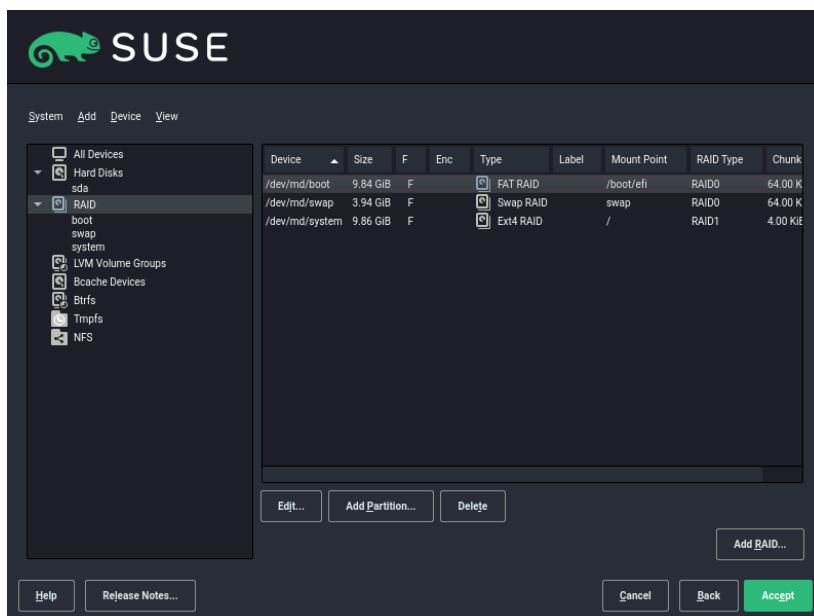 SUSE
System Add Device View
All Devices
Hard Disks
sda
RAID
boot
swap
system
LVM Volume Groups
Bcache Devices
Btrfs
Tmpfs
NFS
Device Size F Enc Type Label Mount Point RAID Type Chunk
/dev/md/boot 9.84 GiB F FAT RAID /boot/efi RAID0 64.00 K
/dev/md/swap 3.94 GiB F Swap RAID swap RAID0 64.00 K
/dev/md/system 9.86 GiB F Ext4 RAID / RAID1 4.00 KiB
Edit... Add Partition... Delete
Add RAID...
Help Release Notes... Cancel Back Accept